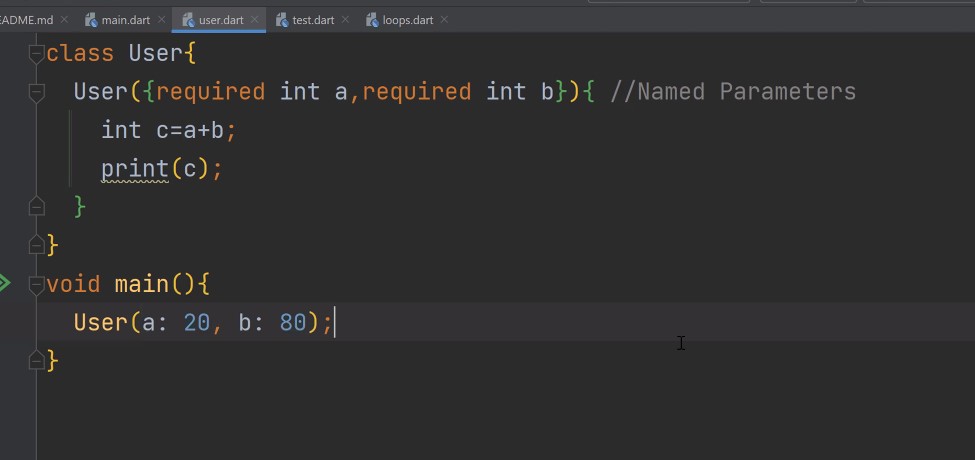 EADME.md main.dart user.dart test.dart loops.dart
class User{
User({required int a,required int b}){ //Named Parameters
int c=a+b;
print(c);
}
}
void main(){
User(a: 20, b: 80);
}